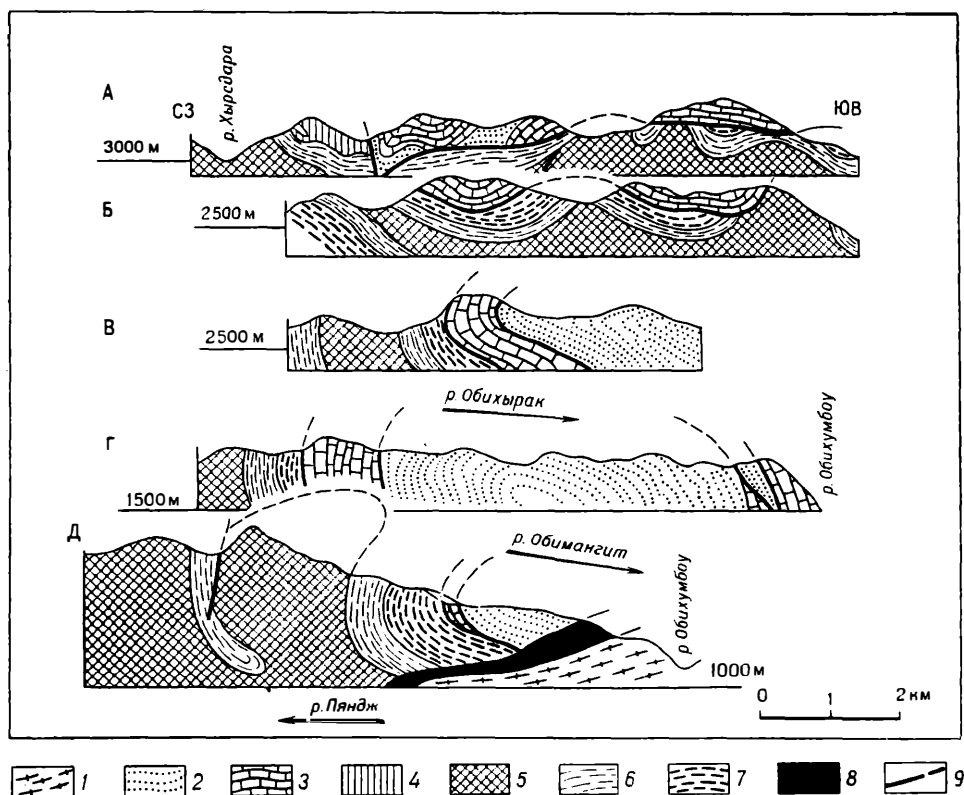 А
СЗ
р. Хырсдара
ЮВ
3000 м
Б
2500 м
В
2500 м
р. Обихырак
Г
р. Обихумбоу
1500 м
Д
р. Обимангит
р. Обихумбоу
1000 м
0 1 2 км
р. Пяндж
1 2 3 4 5 6 7 8 9